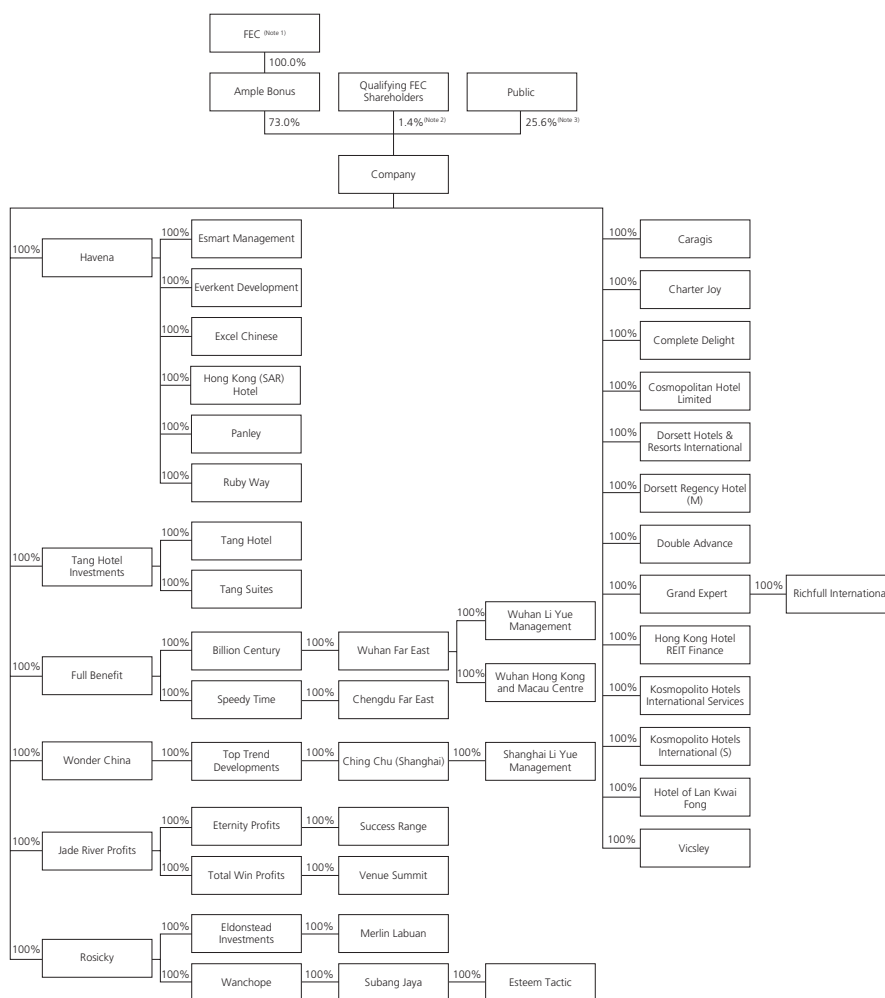 FEC (Note 1)
100.0%
Ample Bonus
Qualifying FEC
Shareholders
Public
73.0%
1.4%(Note 2)
25.6%(Note 3)
Company
100%
Havena
100%
Esmart Management
100%
Everkent Development
100%
Excel Chinese
100%
Hong Kong (SAR)
Hotel
100%
Panley
100%
Ruby Way
100%
Tang Hotel
Investments
100%
Tang Hotel
100%
Tang Suites
100%
Full Benefit
100%
Billion Century
100%
Wuhan Far East
100%
Wuhan Li Yue
Management
100%
Wuhan Hong Kong
and Macau Centre
100%
Speedy Time
100%
Chengdu Far East
100%
Wonder China
100%
Top Trend
Developments
100%
Ching Chu (Shanghai)
100%
Shanghai Li Yue
Management
100%
Jade River Profits
100%
Eternity Profits
100%
Success Range
100%
Total Win Profits
100%
Venue Summit
100%
Rosicky
100%
Eldonstead
Investments
100%
Merlin Labuan
100%
Wanchope
100%
Subang Jaya
100%
Esteem Tactic
100%
Caragis
100%
Charter Joy
100%
Complete Delight
100%
Cosmopolitan Hotel
Limited
100%
Dorsett Hotels &
Resorts International
100%
Dorsett Regency Hotel
(M)
100%
Double Advance
100%
Grand Expert
100%
Richfull International
100%
Hong Kong Hotel
REIT Finance
100%
Kosmopolito Hotels
International Services
100%
Kosmopolito Hotels
International (S)
100%
Hotel of Lan Kwai
Fong
100%
Vicsley